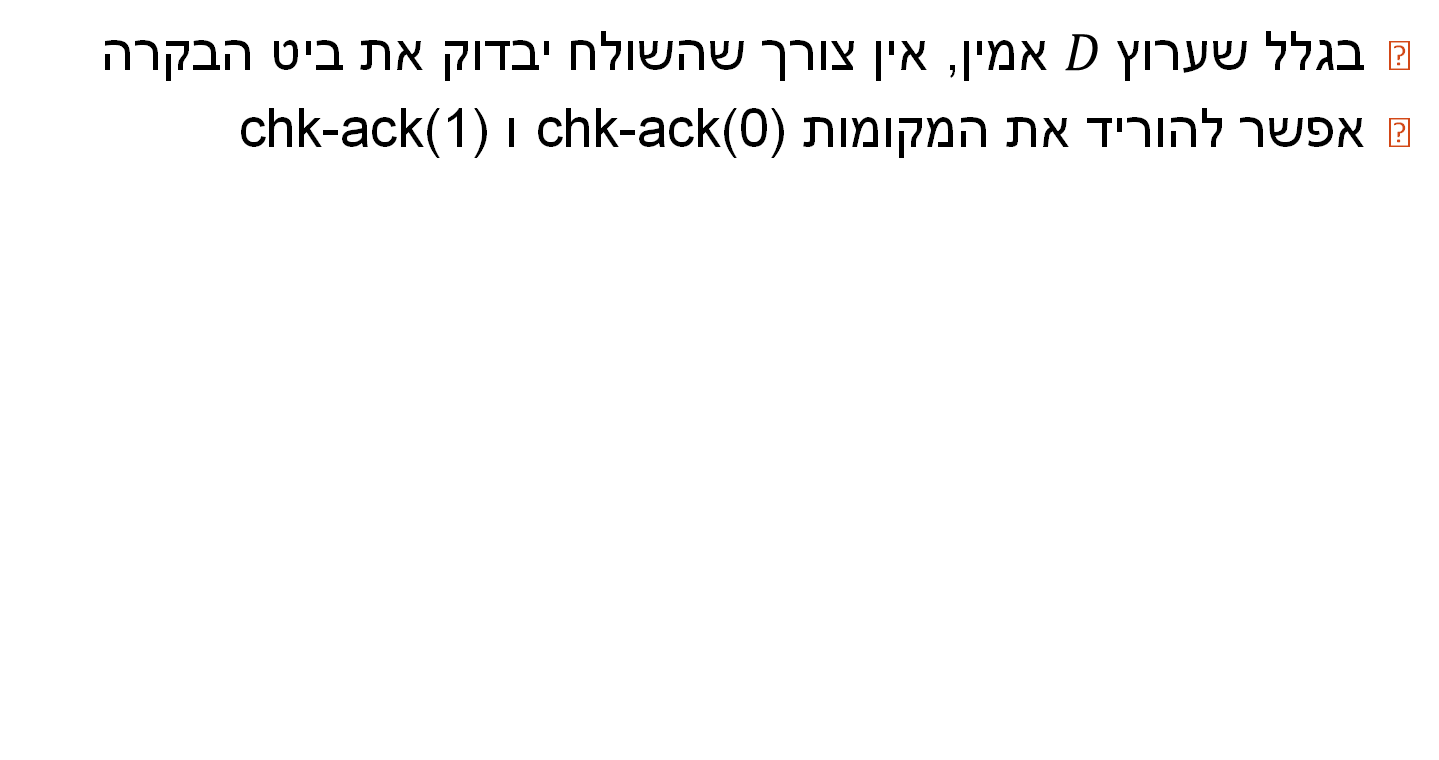 בגלל שערוץ D אמין, אין צורך שהשולח יבדוק את ביט הבקרה
אפשר להוריד את המקומות chk-ack(0) ו chk-ack(1)